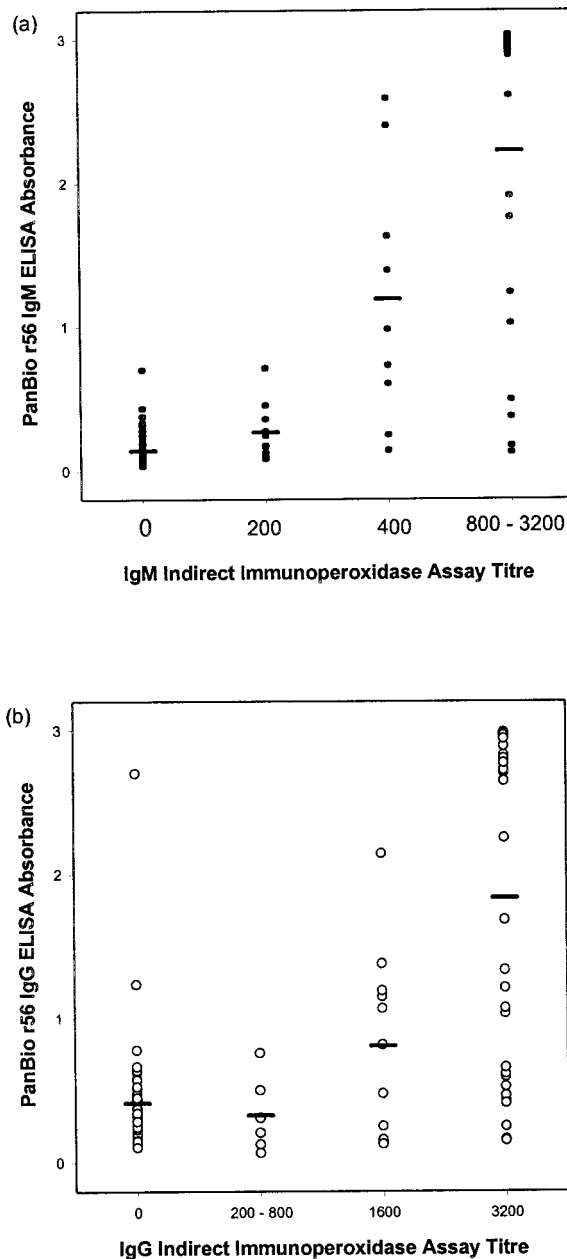 (a)
PanBio r56 IgM ELISA Absorbance
3
2
1
0
0 200 400 800 - 3200
IgM Indirect Immunoperoxidase Assay Titre
(b)
PanBio r56 IgG ELISA Absorbance
3
2
1
0
0 200 - 800 1600 3200
IgG Indirect Immunoperoxidase Assay Titre